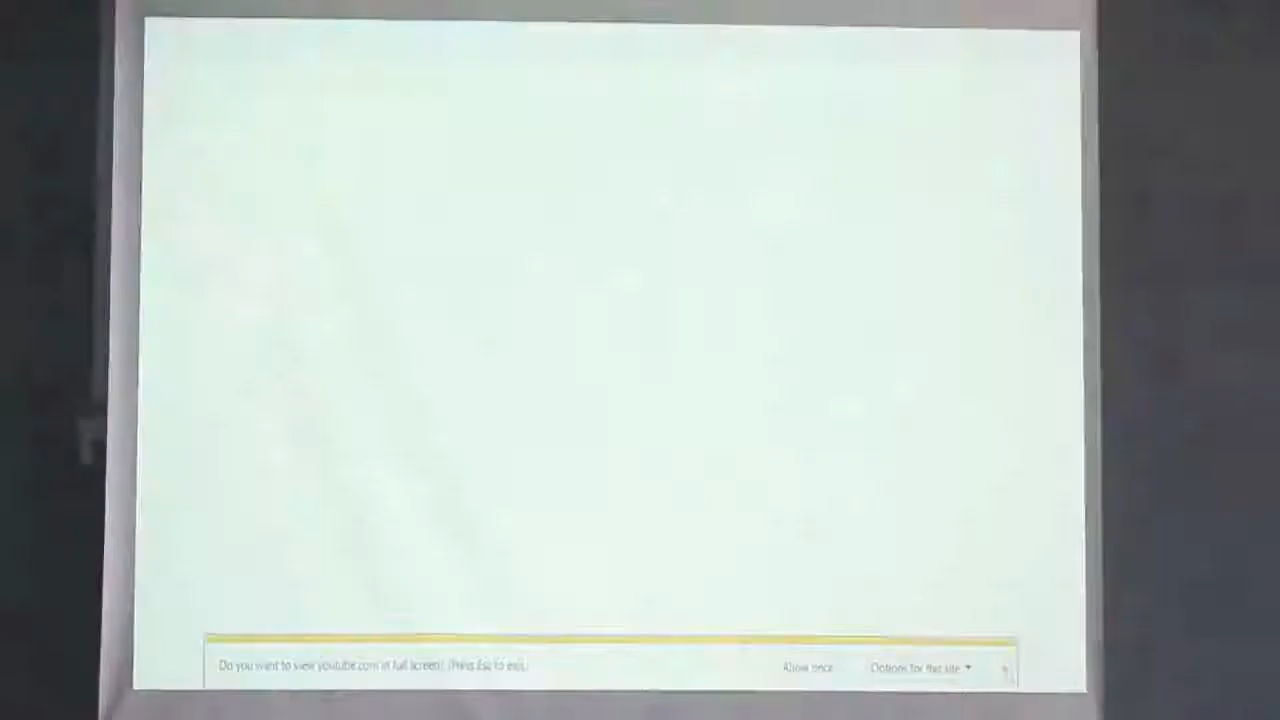 Do you want to view youtube.com in full screen? (Press Esc to exit.)
Allow once
Options for this site